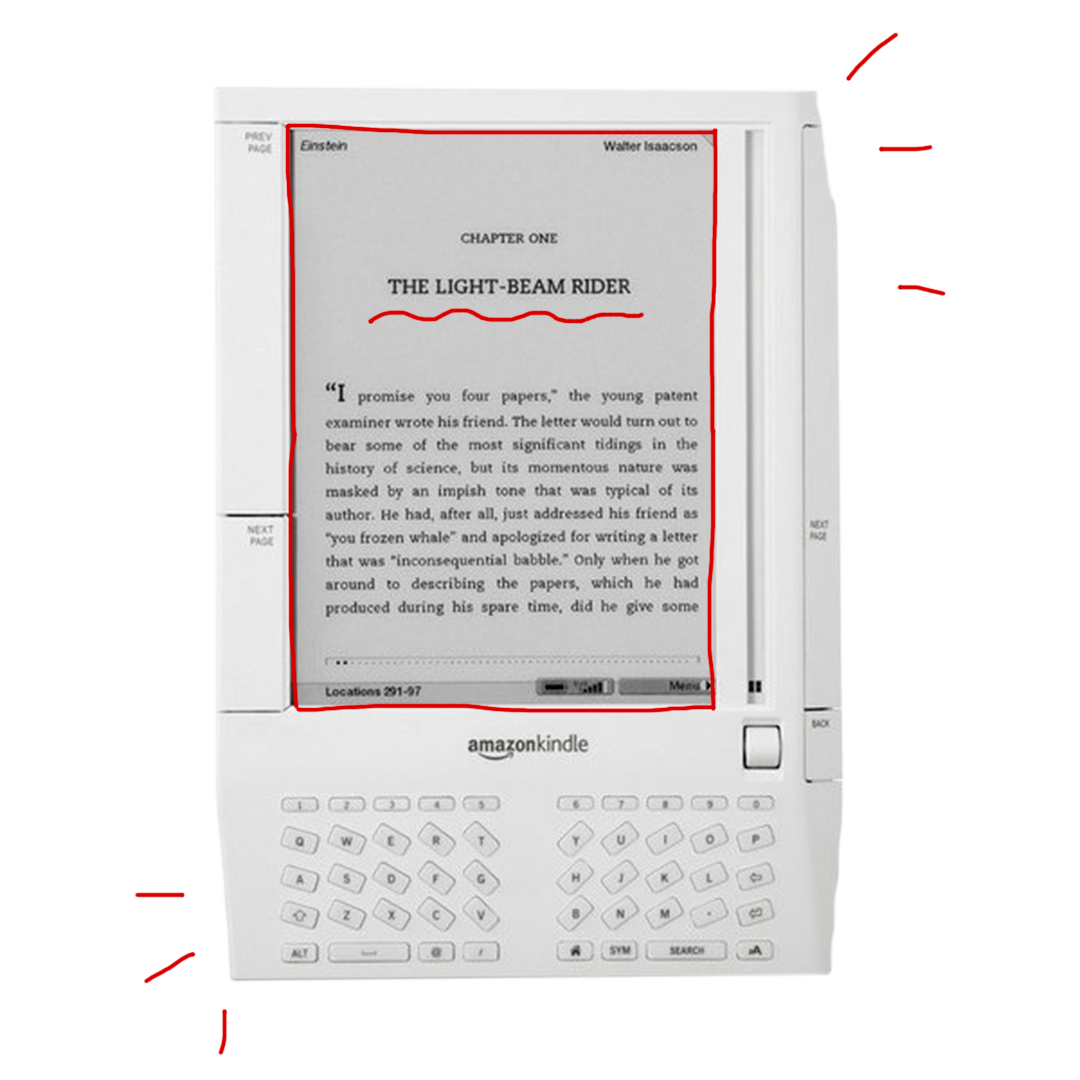 PREV
PAGE
Einstein
Walter Isaacson
CHAPTER ONE
THE LIGHT-BEAM RIDER
“I promise you four papers,” the young patent
examiner wrote his friend. The letter would turn out to
bear some of the most significant tidings in the
history of science, but its momentous nature was
masked by an impish tone that was typical of its
author. He had, after all, just addressed his friend as
“you frozen whale” and apologized for writing a letter
that was “inconsequential babble.” Only when he got
around to describing the papers, which he had
produced during his spare time, did he give some
NEXT
PAGE
NEXT
PAGE
Locations 291-97
Menu
BACK
amazonkindle
1 2 3 4 5 6 7 8 9 0
Q W E R T Y U I O P
A S D F G H J K L
Z X C V B N M .
ALT @ / SYM SEARCH aA